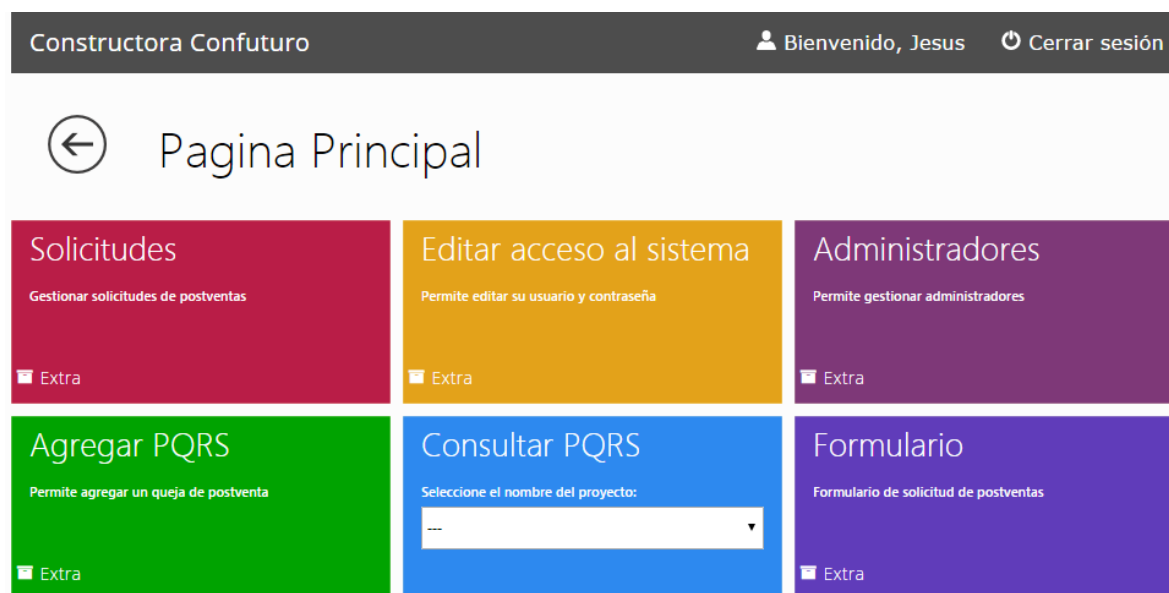 Constructora Confuturo
Bienvenido, Jesus
Cerrar sesión
Pagina Principal
Solicitudes
Gestionar solicitudes de postventas
Extra
Editar acceso al sistema
Permite editar su usuario y contraseña
Extra
Administradores
Permite gestionar administradores
Extra
Agregar PQRS
Permite agregar un queja de postventa
Extra
Consultar PQRS
Seleccione el nombre del proyecto:
---
Formulario
Formulario de solicitud de postventas
Extra